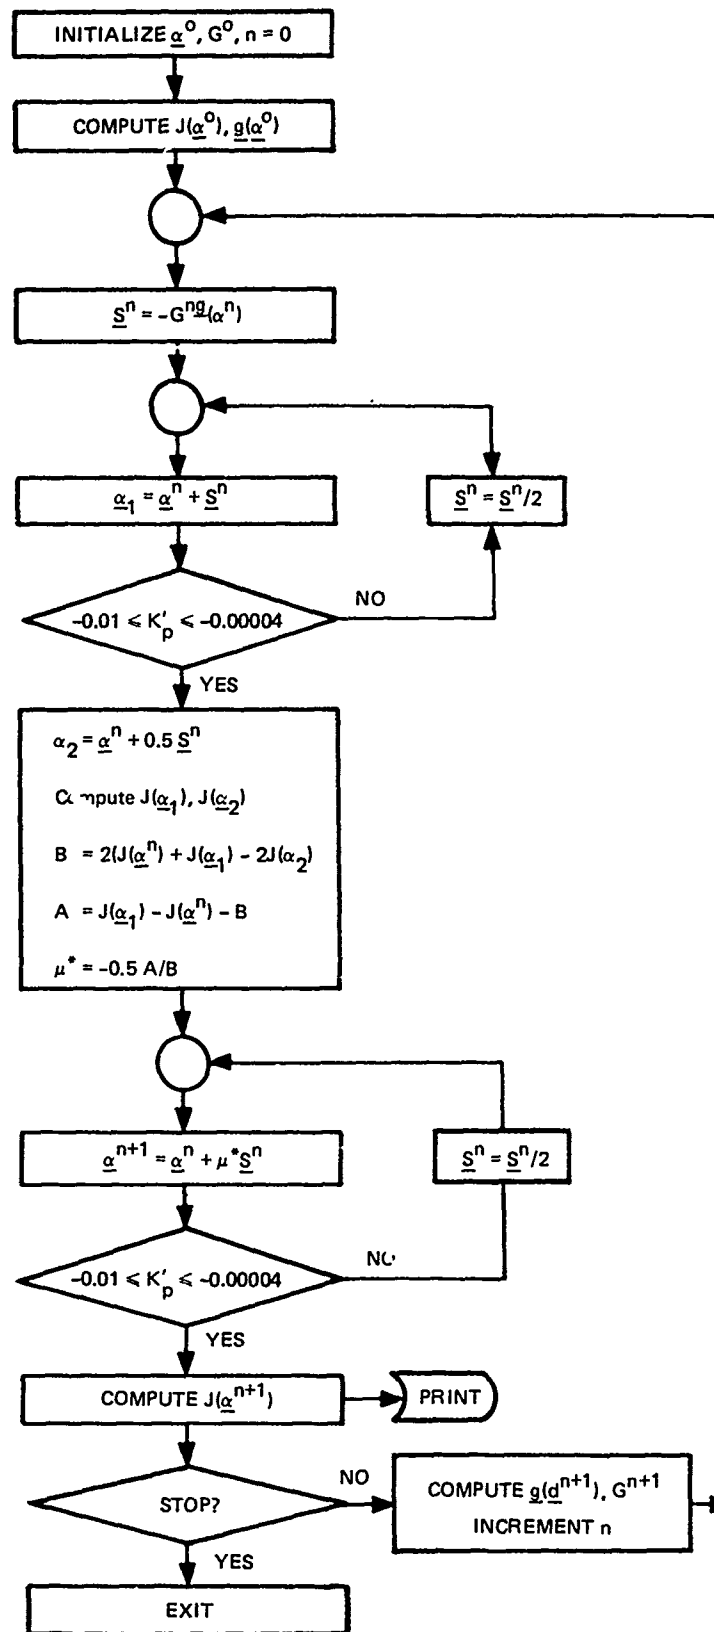 INITIALIZE α⁰, G⁰, n = 0
COMPUTE J(α⁰), g(α⁰)
Sⁿ = -Gⁿᵍ(αⁿ)
α₁ = αⁿ + Sⁿ
Sⁿ = Sⁿ/2
-0.01 ≤ K′ₚ ≤ -0.00004
NO
YES
α₂ = αⁿ + 0.5 Sⁿ
J(α₁), J(α₂)
B = 2(J(αⁿ) + J(α₁) - 2J(α₂)
A = J(α₁) - J(αⁿ) - B
μ* = -0.5 A/B
αⁿ⁺¹ = αⁿ + μ*Sⁿ
Sⁿ = Sⁿ/2
-0.01 ≤ K′ₚ ≤ -0.00004
NO
YES
COMPUTE J(αⁿ⁺¹)
PRINT
STOP?
NO
COMPUTE g(dⁿ⁺¹), Gⁿ⁺¹
INCREMENT n
YES
EXIT